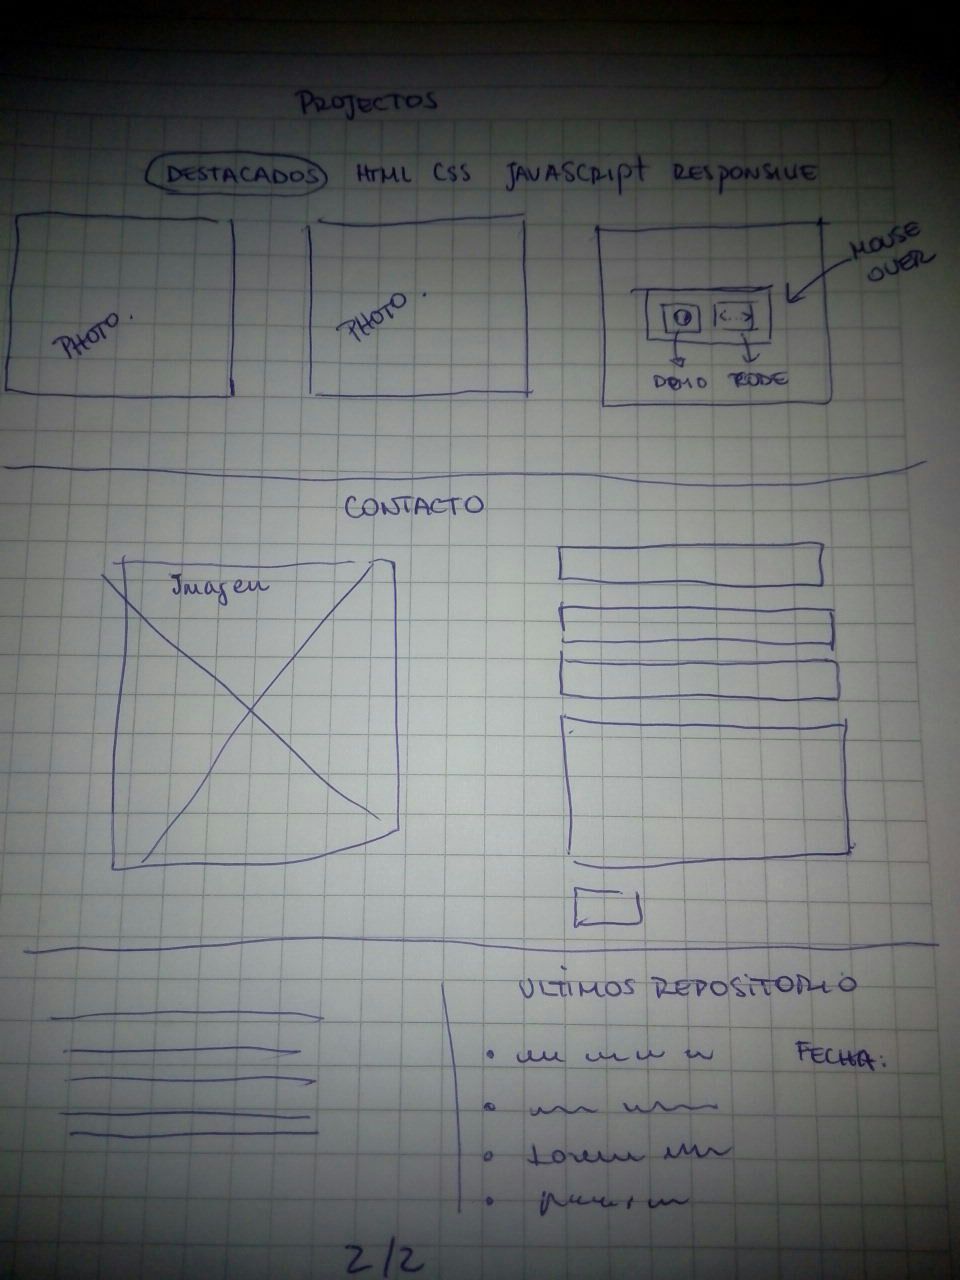 PROJECTOS
DESTACADOS HTML CSS JAVASCRIPT RESPONSIVE
MOUSE
OVER
PHOTO.
PHOTO.
<...>
DEMO CODE
CONTACTO
Imagen
ULTIMOS REPOSITORIO
FECHA:
Lorem
2/2